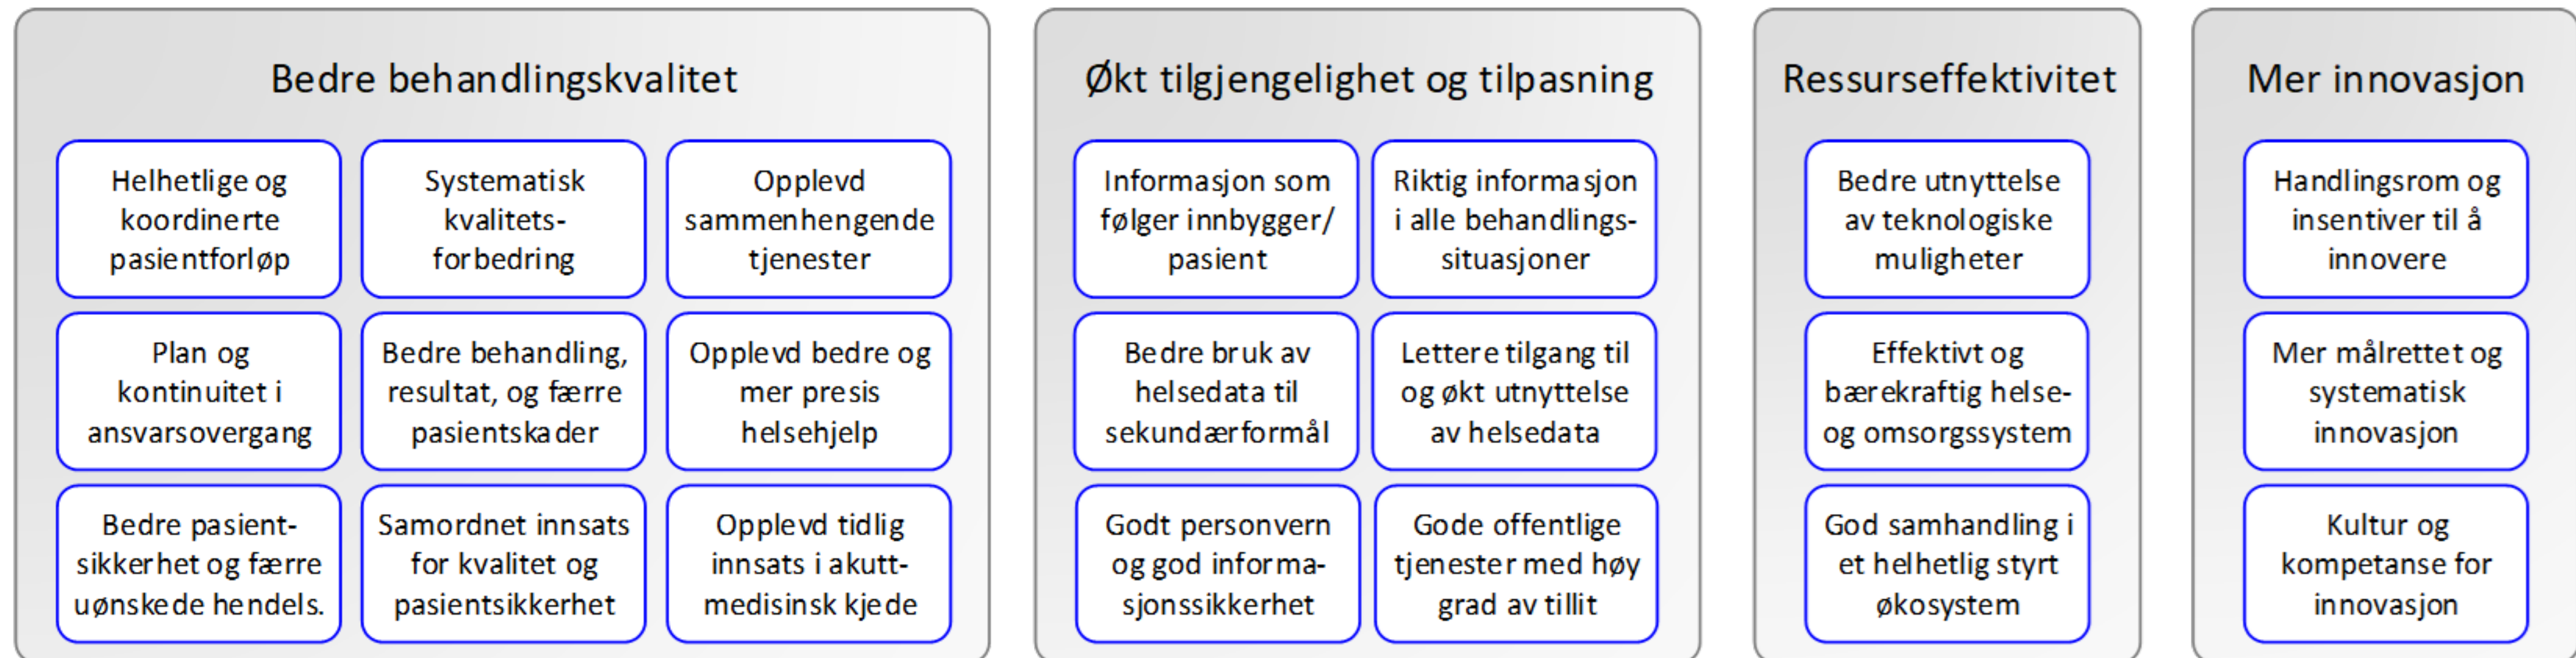 Bedre behandlingskvalitet
Helhetlige og
koordinerte
pasientforløp
Systematisk
kvalitets-
forbedring
Opplevd
sammenhengende
tjenester
Plan og
kontinuitet i
ansvarsovergang
Bedre behandling,
resultat, og færre
pasientskader
Opplevd bedre og
mer presis
helsehjelp
Bedre pasient-
sikkerhet og færre
uønskede hendels.
Samordnet innsats
for kvalitet og
pasientsikkerhet
Opplevd tidlig
innsats i akutt-
medisinsk kjede
Økt tilgjengelighet og tilpasning
Informasjon som
følger innbygger/
pasient
Riktig informasjon
i alle behandlings-
situasjoner
Bedre bruk av
helsedata til
sekundærformål
Lettere tilgang til
og økt utnyttelse
av helsedata
Godt personvern
og god informa-
sjonssikkerhet
Gode offentlige
tjenester med høy
grad av tillit
Ressurseffektivitet
Bedre utnyttelse
av teknologiske
muligheter
Effektivt og
bærekraftig helse-
og omsorgssystem
God samhandling i
et helhetlig styrt
økosystem
Mer innovasjon
Handlingsrom og
insentiver til å
innovere
Mer målrettet og
systematisk
innovasjon
Kultur og
kompetanse for
innovasjon